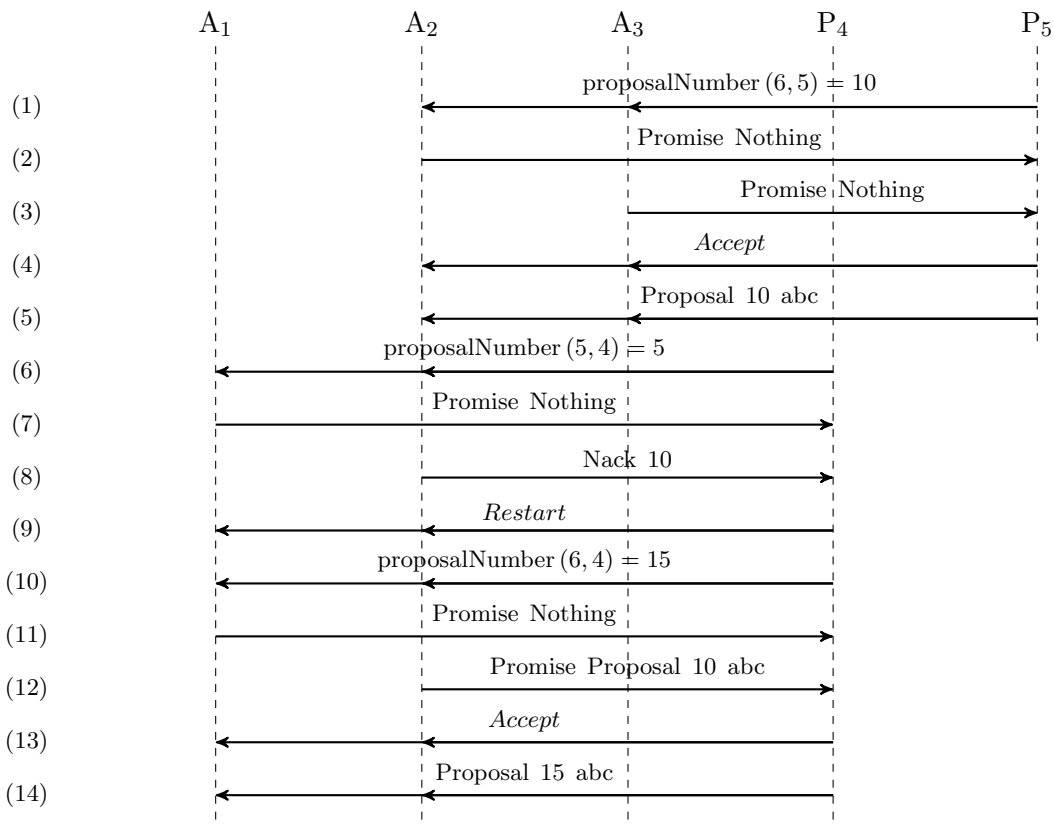 A₁ A₂ A₃ P₄ P₅
(1) proposalNumber (6, 5) = 10
(2) Promise Nothing
(3) Promise Nothing
(4) Accept
(5) Proposal 10 abc
(6) proposalNumber (5, 4) = 5
(7) Promise Nothing
(8) Nack 10
(9) Restart
(10) proposalNumber (6, 4) = 15
(11) Promise Nothing
(12) Promise Proposal 10 abc
(13) Accept
(14) Proposal 15 abc